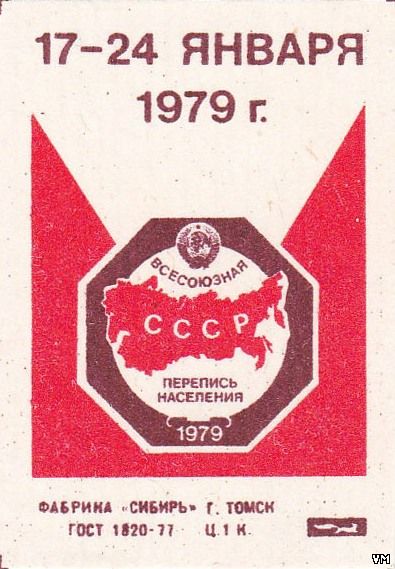 17-24 ЯНВАРЯ
1979 г.
ВСЕСОЮЗНАЯ
СССР
ПЕРЕПИСЬ
НАСЕЛЕНИЯ
1979
ФАБРИКА «СИБИРЬ» Г. ТОМСК
ГОСТ 1820-77 Ц.1 К.
VM